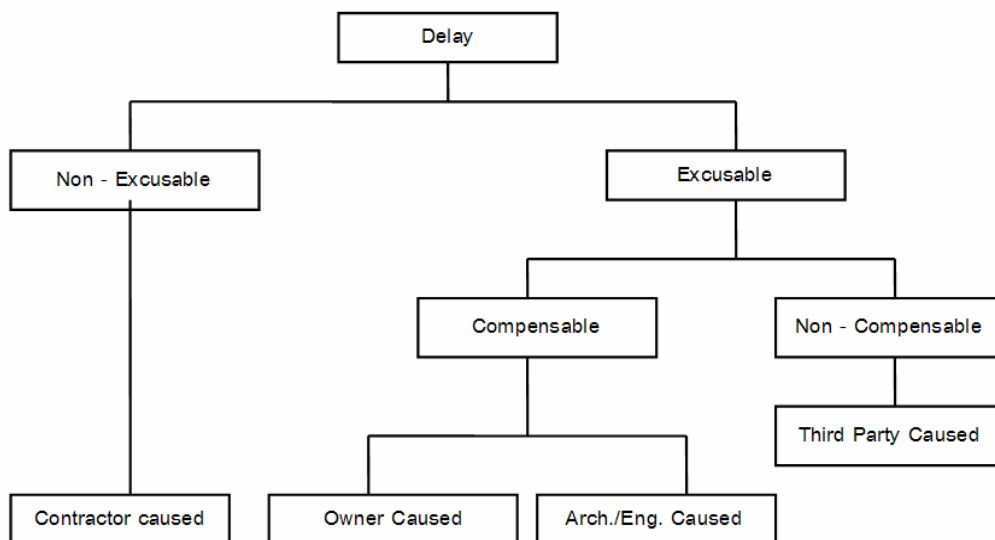 Delay
Non - Excusable
Excusable
Compensable
Non - Compensable
Third Party Caused
Contractor caused
Owner Caused
Arch./Eng. Caused